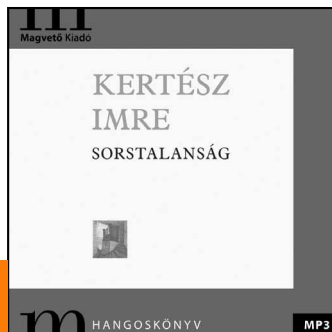 m
Magvető Kiadó
KERTÉSZ
IMRE
SORSTALANSÁG
m HANGOSKÖNYV MP3